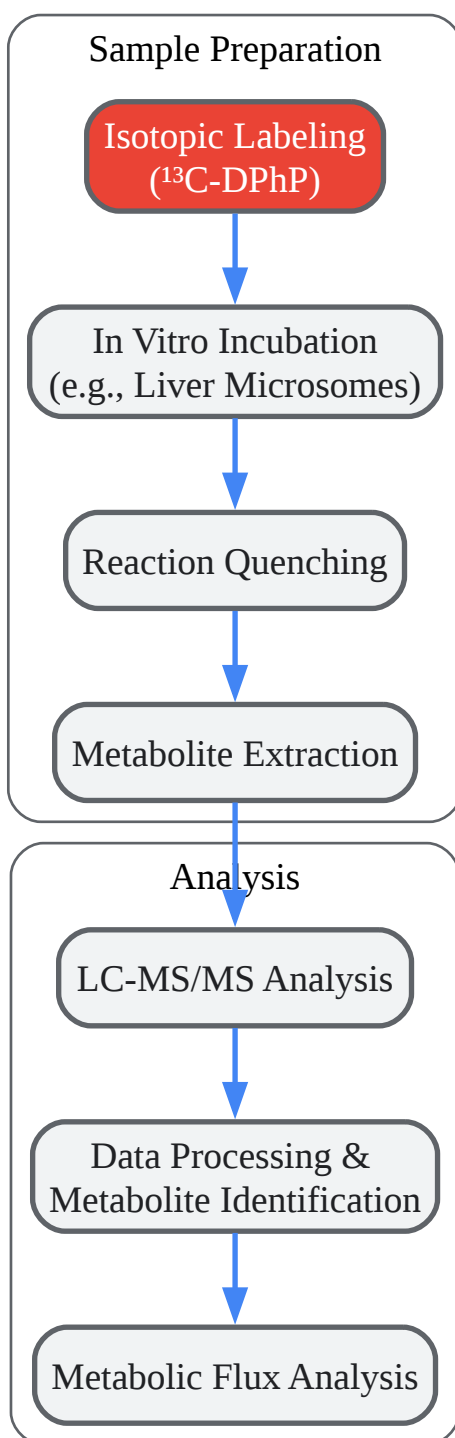 Sample Preparation
Isotopic Labeling
(¹³C-DPhP)
In Vitro Incubation
(e.g., Liver Microsomes)
Reaction Quenching
Metabolite Extraction
Analysis
LC-MS/MS Analysis
Data Processing &
Metabolite Identification
Metabolic Flux Analysis